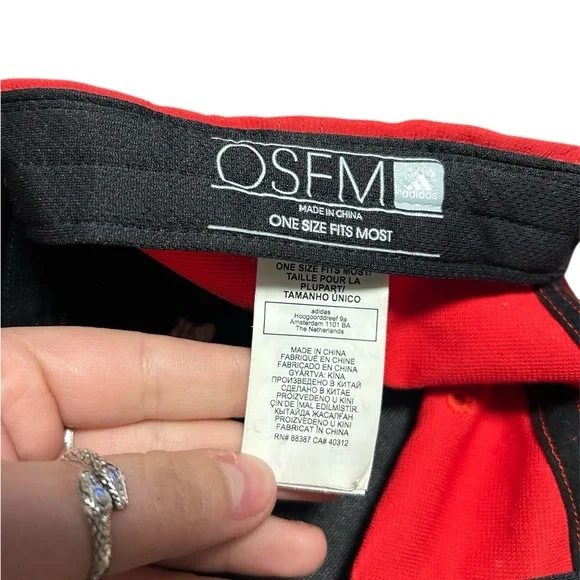 OSFM
adidas
MADE IN CHINA
ONE SIZE FITS MOST
ONE SIZE FITS MOST/
TAILLE POUR LA
PLUPART/
TAMANHO ÚNICO
adidas
Hoogoorddreef 9a
Amsterdam 1101 BA
The Netherlands
MADE IN CHINA
FABRIQUÉ EN CHINE
FABRICADO EN CHINA
GYÁRTVA: KÍNA
ПРОИЗВЕДЕНО В КИТАЙ
СДЕЛАНО В КИТАЕ
PROIZVEDENO U KINI
ÇİN'DE İMAL EDİLMİŞTİR.
ҚЫТАЙДА ЖАСАЛҒАН
PROIZVEDENO U KINI
FABRICAT ÎN CHINA
RN# 88387 CA# 40312